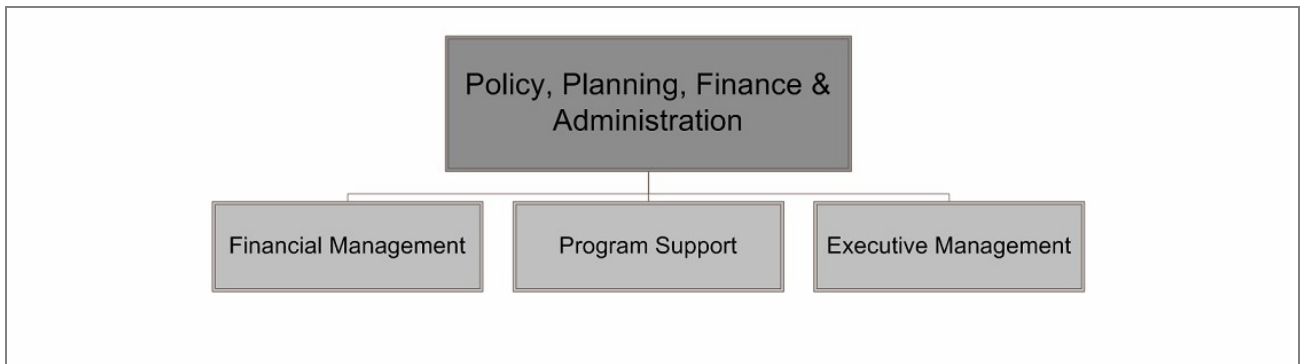 Policy, Planning, Finance &
Administration
Financial Management
Program Support
Executive Management